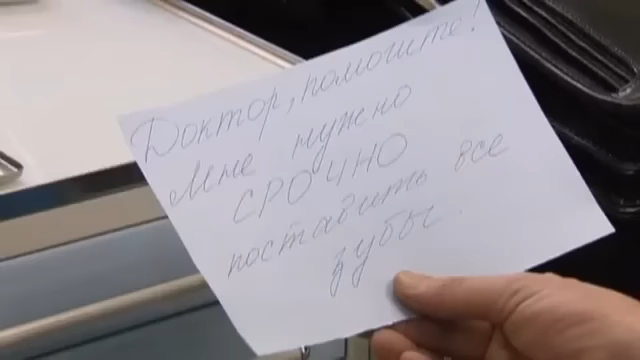 Доктор, помогите!
Мне нужно
СРОЧНО
поставить все
зубы.